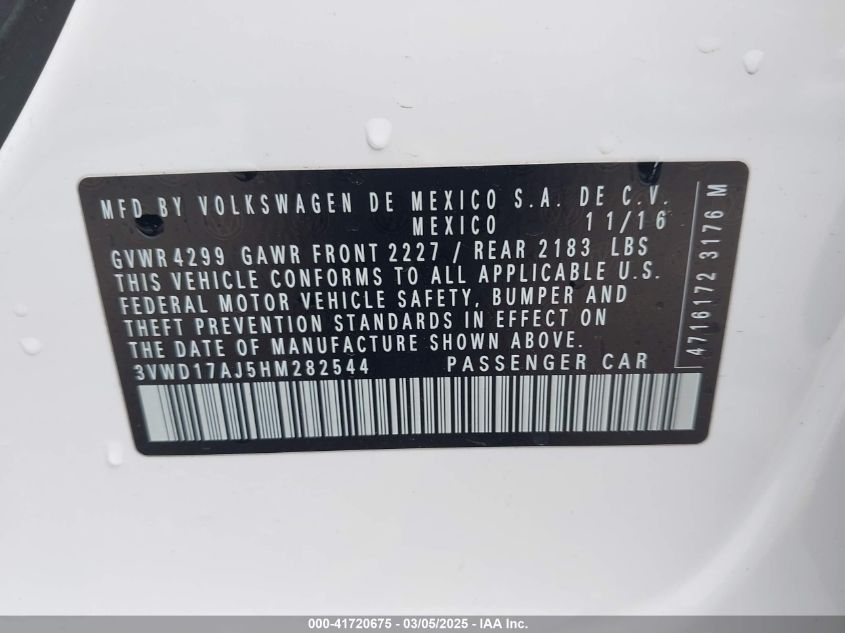 MFD BY VOLKSWAGEN DE MEXICO S.A. DE C.V.
MEXICO 11/16
GVWR 4299 GAWR FRONT 2227 / REAR 2183 LBS
THIS VEHICLE CONFORMS TO ALL APPLICABLE U.S.
FEDERAL MOTOR VEHICLE SAFETY, BUMPER AND
THEFT PREVENTION STANDARDS IN EFFECT ON
THE DATE OF MANUFACTURE SHOWN ABOVE.
3VWD17AJ5HM282544 PASSENGER CAR
4716172 3176 M
000-41720675 - 03/05/2025 - IAA Inc.